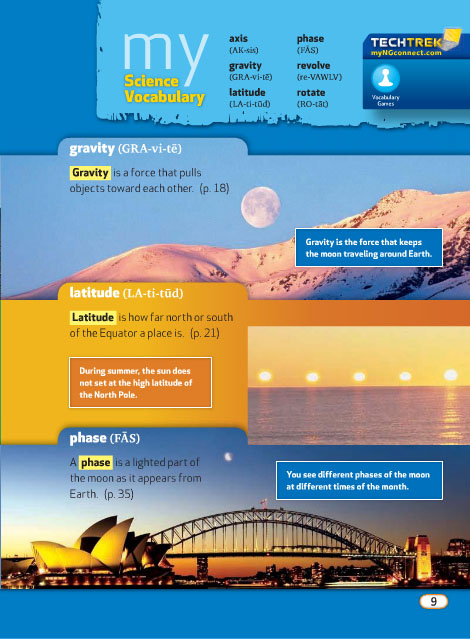 my
Science
Vocabulary
axis
(AK-sis)
gravity
(GRA-vi-tē)
latitude
(LA-ti-tūd)
phase
(FĀS)
revolve
(re-VAWLV)
rotate
(RO-tāt)
TECHTREK
myNGconnect.com
Vocabulary
Games
gravity (GRA-vi-tē)
Gravity is a force that pulls
objects toward each other. (p. 18)
Gravity is the force that keeps
the moon traveling around Earth.
latitude (LA-ti-tūd)
Latitude is how far north or south
of the Equator a place is. (p. 21)
During summer, the sun does
not set at the high latitude of
the North Pole.
phase (FĀS)
A phase is a lighted part of
the moon as it appears from
Earth. (p. 35)
You see different phases of the moon
at different times of the month.
9